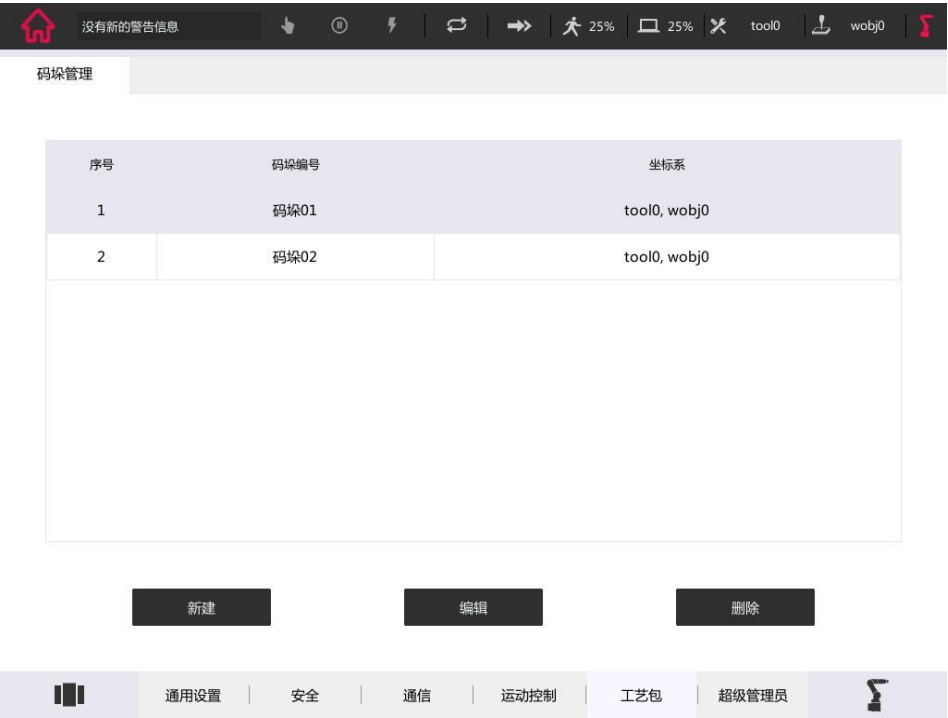 没有新的警告信息 25% 25% tool0 wobj0
码垛管理
序号 码垛编号 坐标系
1 码垛01 tool0, wobj0
2 码垛02 tool0, wobj0
新建 编辑 删除
通用设置 安全 通信 运动控制 工艺包 超级管理员